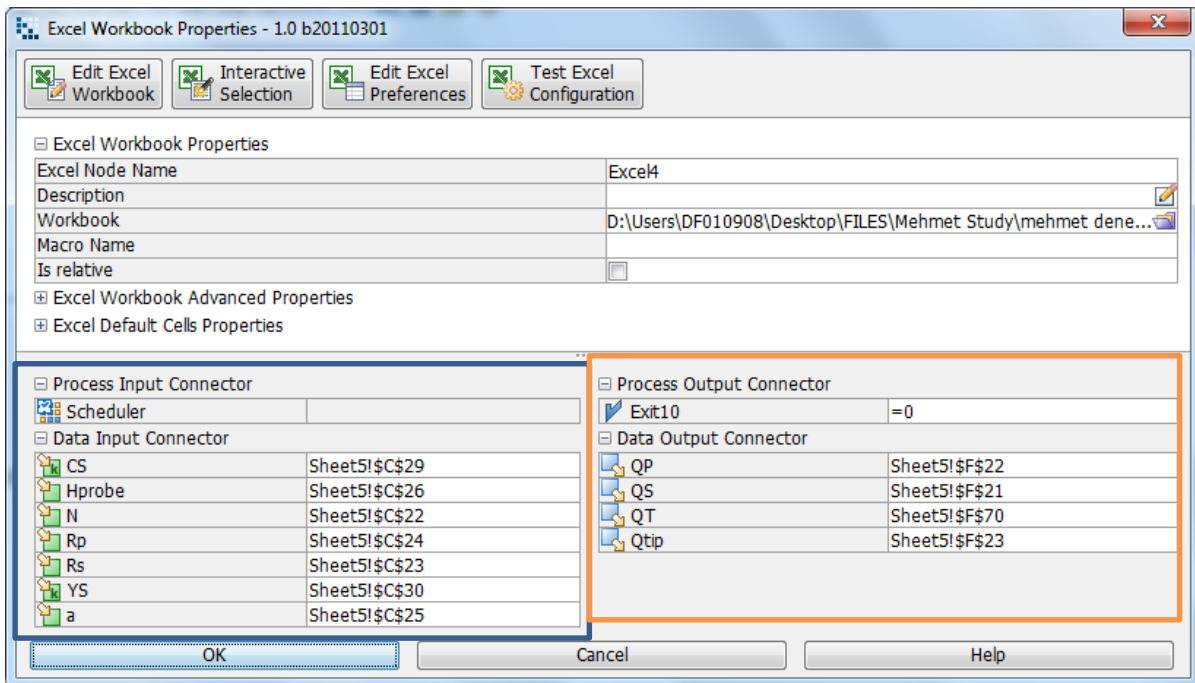 Excel Workbook Properties - 1.0 b20110301
Edit Excel Workbook
Interactive Selection
Edit Excel Preferences
Test Excel Configuration
Excel Workbook Properties
Excel Node Name Excel4
Description
Workbook D:\Users\DF010908\Desktop\FILES\Mehmet Study\mehmet dene...
Macro Name
Is relative
Excel Workbook Advanced Properties
Excel Default Cells Properties
Process Input Connector
Scheduler
Data Input Connector
CS Sheet5!$C$29
Hprobe Sheet5!$C$26
N Sheet5!$C$22
Rp Sheet5!$C$24
Rs Sheet5!$C$23
YS Sheet5!$C$30
a Sheet5!$C$25
Process Output Connector
Exit10 =0
Data Output Connector
QP Sheet5!$F$22
QS Sheet5!$F$21
QT Sheet5!$F$70
Qtip Sheet5!$F$23
OK Cancel Help